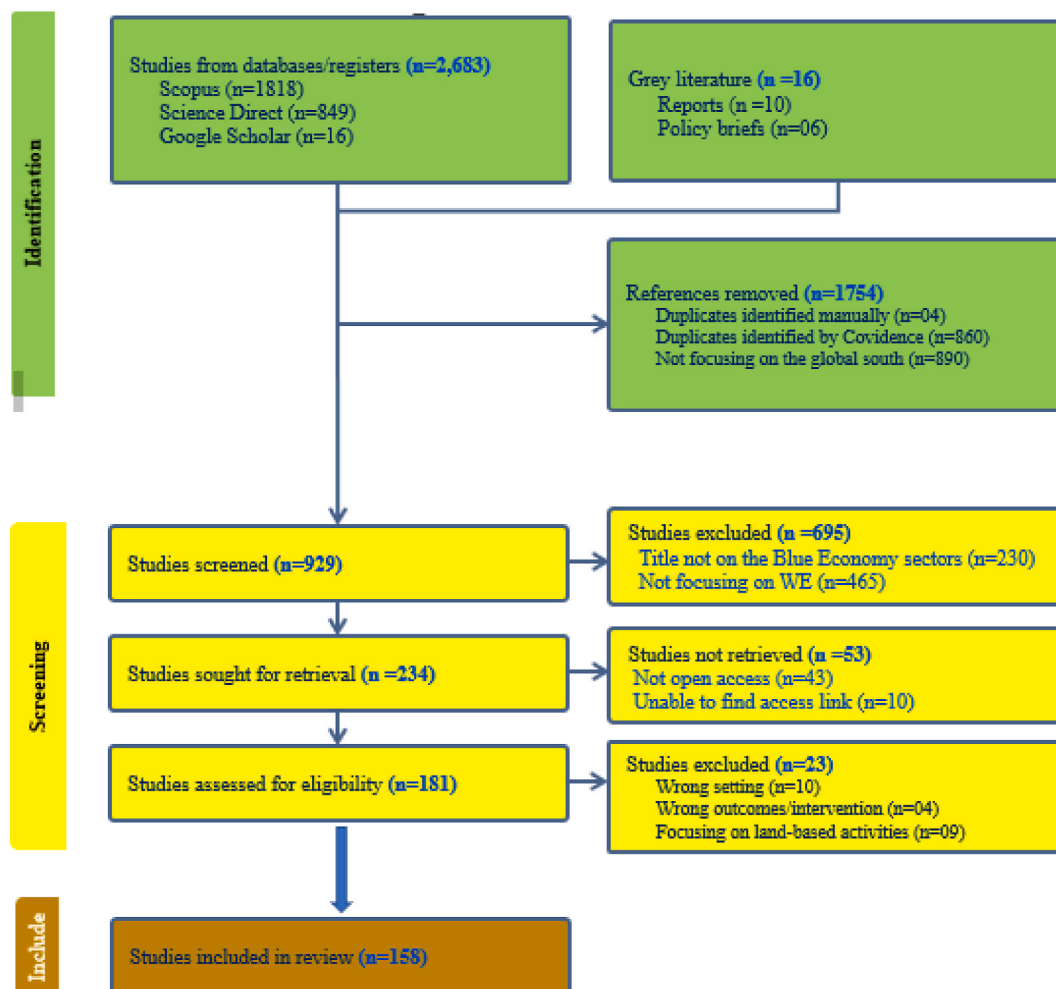 Identification
Studies from databases/registers (n=2,683)
Scopus (n=1818)
Science Direct (n=849)
Google Scholar (n=16)
Grey literature (n =16)
Reports (n =10)
Policy briefs (n=06)
References removed (n=1754)
Duplicates identified manually (n=04)
Duplicates identified by Covidence (n=860)
Not focusing on the global south (n=890)
Screening
Studies screened (n=929)
Studies excluded (n =695)
Title not on the Blue Economy sectors (n=230)
Not focusing on WE (n=465)
Studies sought for retrieval (n =234)
Studies not retrieved (n =53)
Not open access (n=43)
Unable to find access link (n=10)
Studies assessed for eligibility (n=181)
Studies excluded (n=23)
Wrong setting (n=10)
Wrong outcomes/intervention (n=04)
Focusing on land-based activities (n=09)
Include
Studies included in review (n=158)